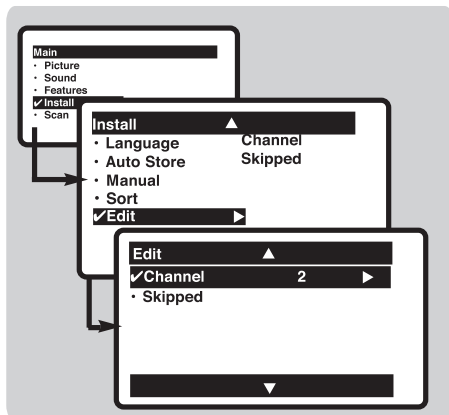 Main
· Picture
· Sound
· Features
✔ Install
· Scan
Install ▲
· Language Channel
· Auto Store Skipped
· Manual
· Sort
✔Edit ▶
Edit ▲
✔Channel 2 ▶
· Skipped
▼